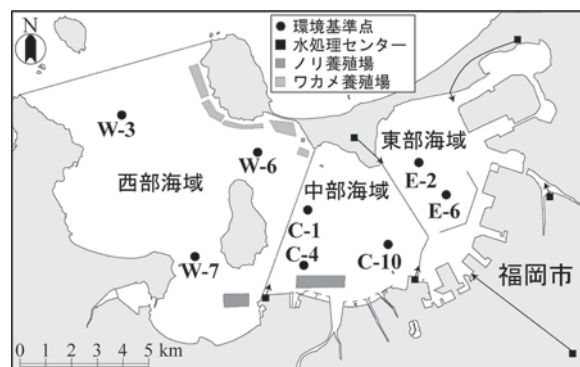 N
環境基準点
水処理センター
ノリ養殖場
ワカメ養殖場
W-3
東部海域
W-6
E-2
西部海域
中部海域
E-6
C-1
C-4
C-10
W-7
福岡市
0 1 2 3 4 5 km